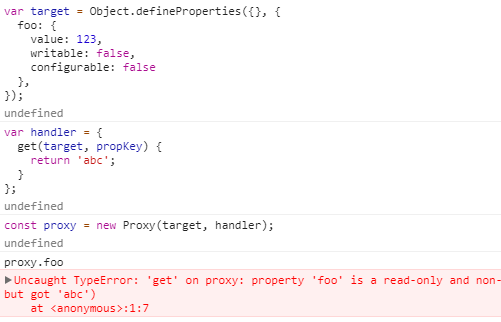 var target = Object.defineProperties({}, {
  foo: {
    value: 123,
    writable: false,
    configurable: false
  },
});
undefined
var handler = {
  get(target, propKey) {
    return 'abc';
  }
};
undefined
const proxy = new Proxy(target, handler);
undefined
proxy.foo
▶Uncaught TypeError: 'get' on proxy: property 'foo' is a read-only and non-
but got 'abc')
    at <anonymous>:1:7